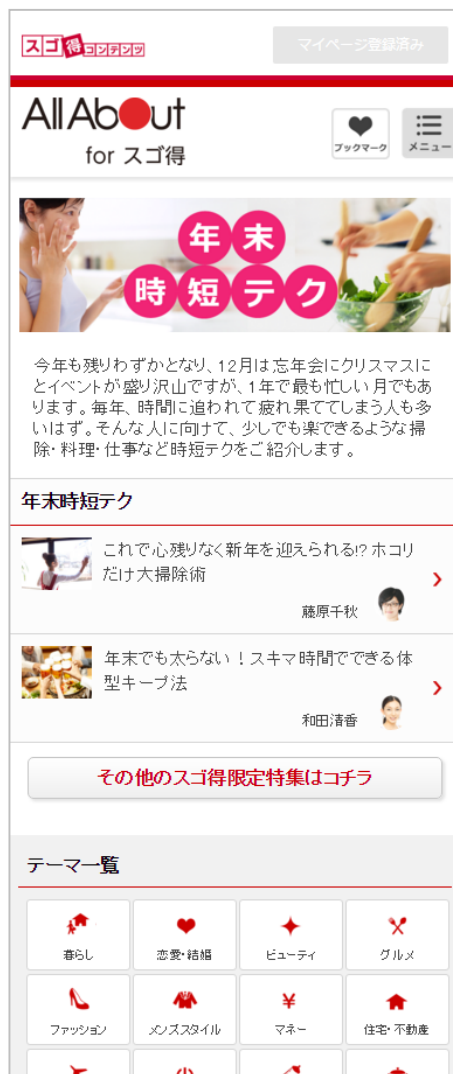 スゴ得コンテンツ
マイページ登録済み
All About
for スゴ得
ブックマーク
メニュー
年末
時短テク
今年も残りわずかとなり、12月は忘年会にクリスマスに
とイベントが盛り沢山ですが、1年で最も忙しい月でもあ
ります。毎年、時間に追われて疲れ果ててしまう人も多
いはず。そんな人に向けて、少しでも楽できるような掃
除・料理・仕事など時短テクをご紹介します。
年末時短テク
これで心残りなく新年を迎えられる!? ホコリ
だけ大掃除術
藤原千秋
年末でも太らない！スキマ時間でできる体
型キープ法
和田清香
その他のスゴ得限定特集はコチラ
テーマ一覧
暮らし
恋愛・結婚
ビューティ
グルメ
ファッション
メンズスタイル
マネー
住宅・不動産